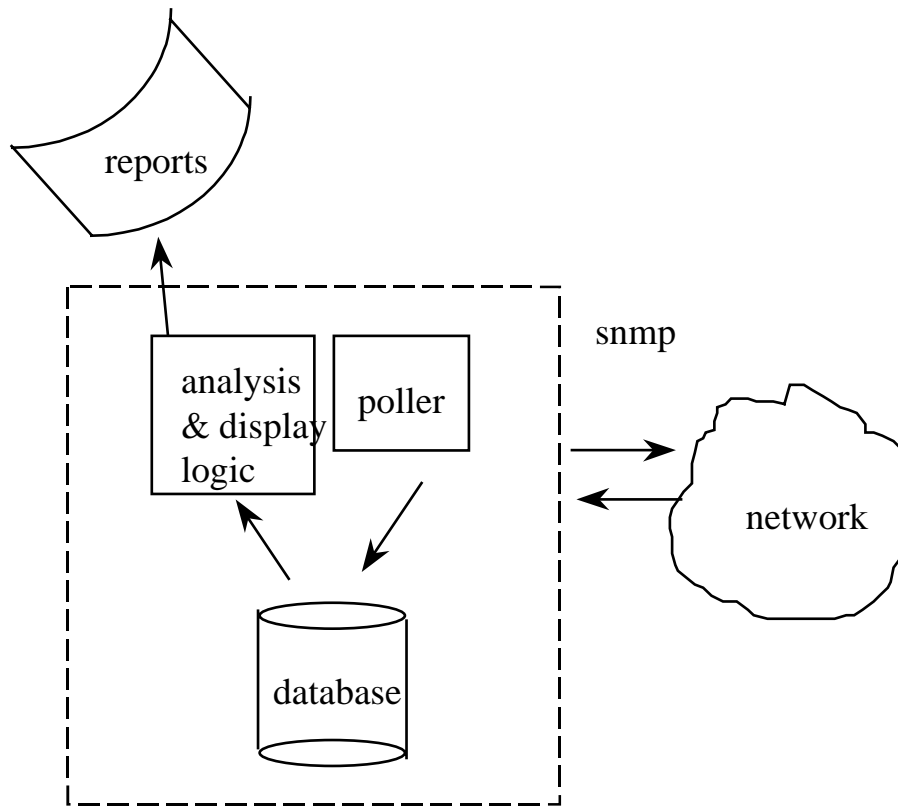 reports
snmp
analysis
& display
logic
poller
network
database